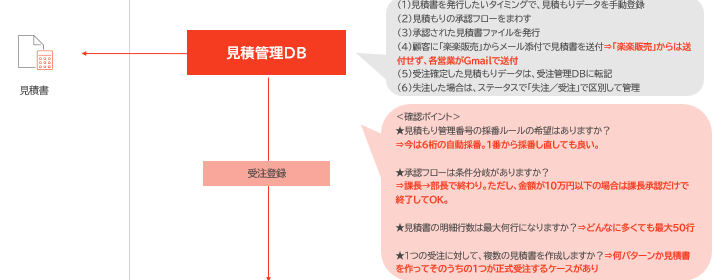 (1)見積書を発行したいタイミングで、見積もりデータを手動登録
(2)見積もりの承認フローをまわす
(3)承認された見積書ファイルを発行
(4)顧客に「楽楽販売」からメール添付で見積書を送付⇒「楽楽販売」からは送
付せず、各営業がGmailで送付
(5)受注確定した見積もりデータは、受注管理DBに転記
(6)失注した場合は、ステータスで「失注／受注」で区別して管理
見積管理DB
見積書
＜確認ポイント＞
★見積もり管理番号の採番ルールの希望はありますか？
⇒今は6桁の自動採番。1番から採番し直しても良い。
★承認フローは条件分岐がありますか？
⇒課長→部長で終わり。ただし、金額が10万円以下の場合は課長承認だけで
終了してOK。
受注登録
★見積書の明細行数は最大何行になりますか？⇒どんなに多くても最大50行
★1つの受注に対して、複数の見積書を作成しますか？⇒何パターンか見積書
を作ってそのうちの1つが正式受注するケースがあり